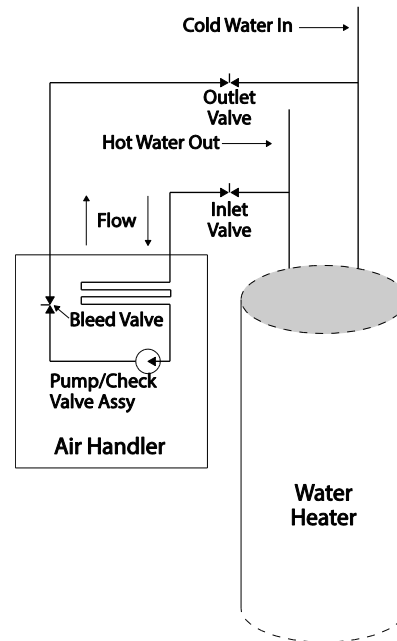 Cold Water In
Outlet
Valve
Hot Water Out
Flow
Inlet
Valve
Bleed Valve
Pump/Check
Valve Assy
Air Handler
Water
Heater